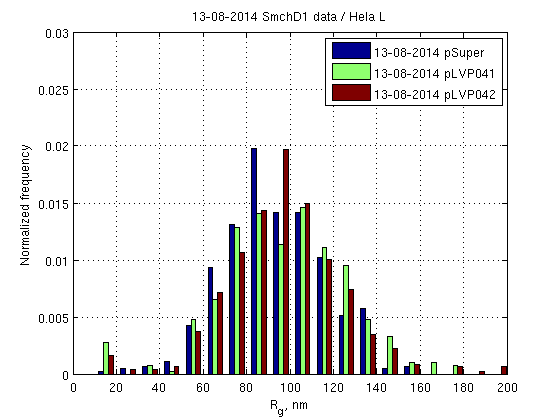 13-08-2014 SmchD1 data / Hela L
0.03
0.025
0.02
0.015
0.01
0.005
0
Normalized frequency
13-08-2014 pSuper
13-08-2014 pLVP041
13-08-2014 pLVP042
0 20 40 60 80 100 120 140 160 180 200
Rg, nm